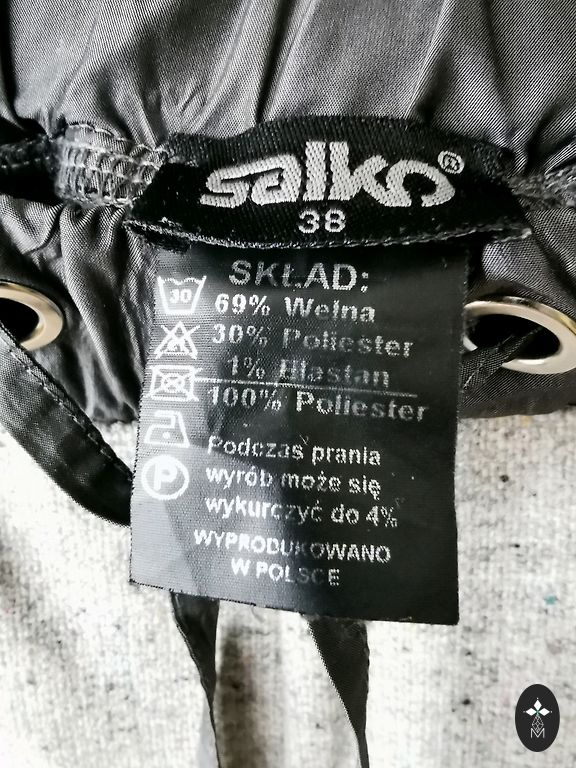 salko®
38
SKŁAD:
30
69% Wełna
30% Poliester
1% Elastan
100% Poliester
Podczas prania
wyrób może się
wykurczyć do 4%
P
WYPRODUKOWANO
W POLSCE
M